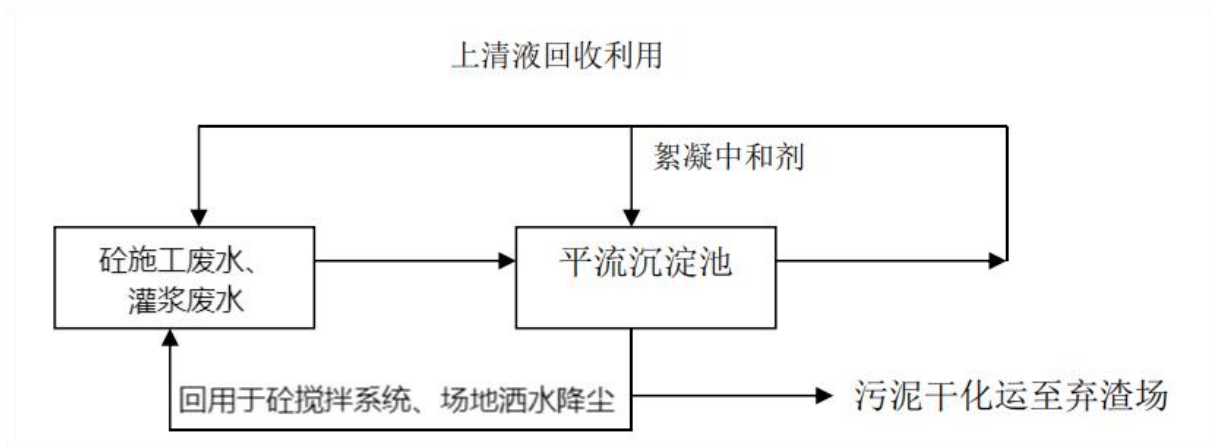 上清液回收利用
絮凝中和剂
砼施工废水、
灌浆废水
平流沉淀池
回用于砼搅拌系统、场地洒水降尘
污泥干化运至弃渣场